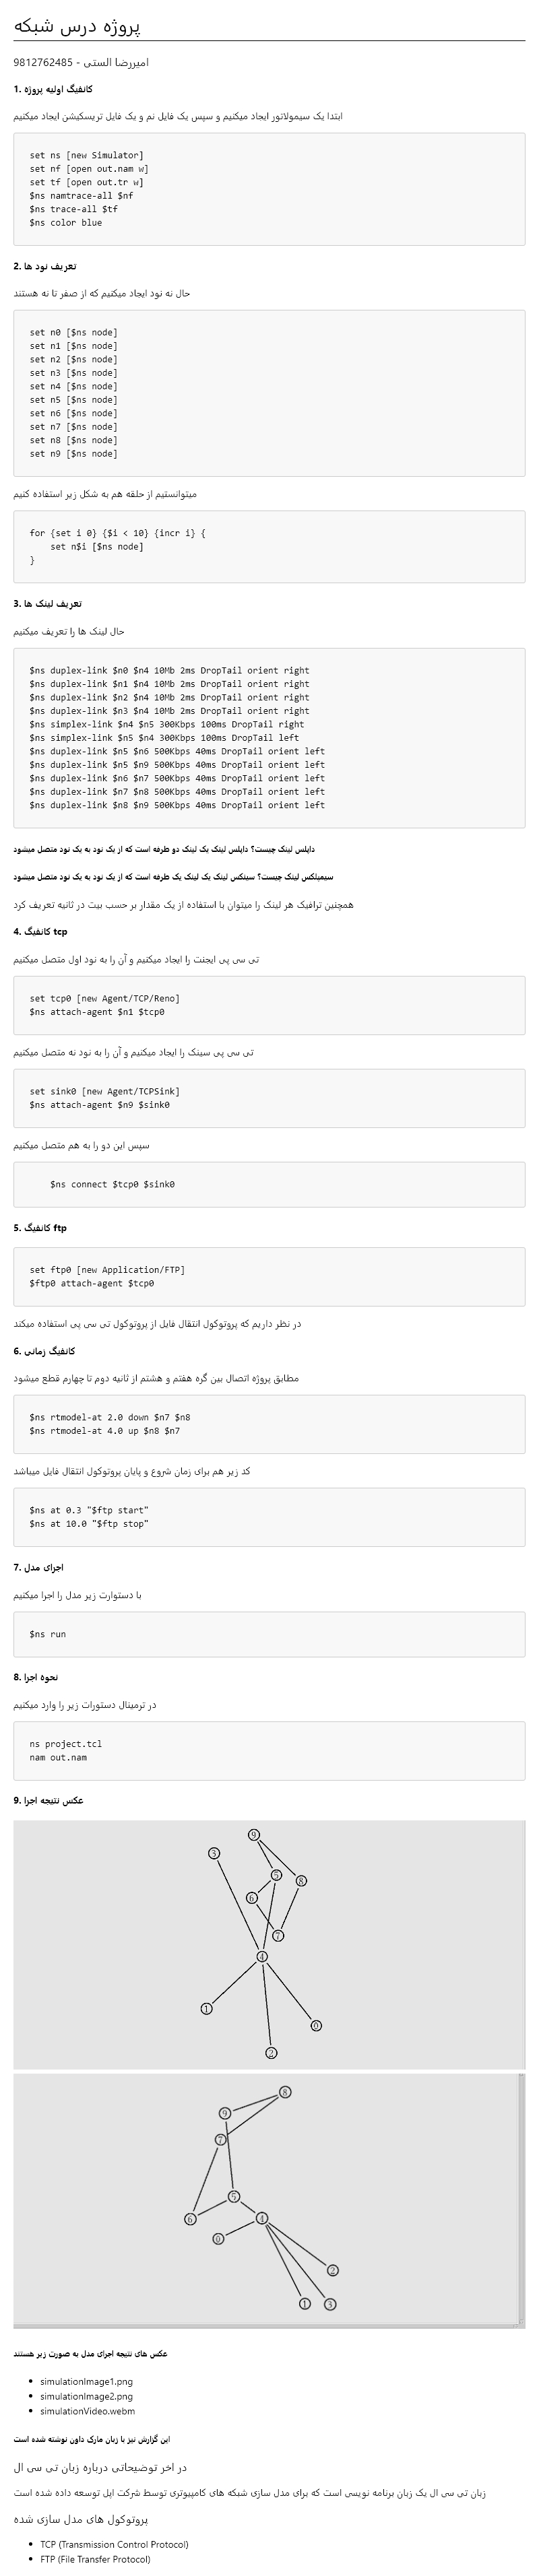 پروژه درس شبکه
امیررضا الستی - 9812762485
1. کانفیگ اولیه پروژه
ابتدا یک سیمولاتور ایجاد میکنیم و سپس یک فایل نم و یک فایل تریسکیشن ایجاد میکنیم
set ns [new Simulator]
set nf [open out.nam w]
set tf [open out.tr w]
$ns namtrace-all $nf
$ns trace-all $tf
$ns color blue
2. تعریف نود ها
حال نه نود ایجاد میکنیم که از صفر تا نه هستند
set n0 [$ns node]
set n1 [$ns node]
set n2 [$ns node]
set n3 [$ns node]
set n4 [$ns node]
set n5 [$ns node]
set n6 [$ns node]
set n7 [$ns node]
set n8 [$ns node]
set n9 [$ns node]
میتوانستیم از حلقه هم به شکل زیر استفاده کنیم
for {set i 0} {$i < 10} {incr i} {
set n$i [$ns node]
}
3. تعریف لینک ها
حال لینک ها را تعریف میکنیم
$ns duplex-link $n0 $n4 10Mb 2ms DropTail orient right
$ns duplex-link $n1 $n4 10Mb 2ms DropTail orient right
$ns duplex-link $n2 $n4 10Mb 2ms DropTail orient right
$ns duplex-link $n3 $n4 10Mb 2ms DropTail orient right
$ns simplex-link $n4 $n5 300Kbps 100ms DropTail right
$ns simplex-link $n5 $n4 300Kbps 100ms DropTail left
$ns duplex-link $n5 $n6 500Kbps 40ms DropTail orient left
$ns duplex-link $n5 $n9 500Kbps 40ms DropTail orient left
$ns duplex-link $n6 $n7 500Kbps 40ms DropTail orient left
$ns duplex-link $n7 $n8 500Kbps 40ms DropTail orient left
$ns duplex-link $n8 $n9 500Kbps 40ms DropTail orient left
داپلس لینک چیست؟ داپلس لینک یک لینک دو طرفه است که از یک نود به یک نود متصل میشود
سیمپلکس لینک چیست؟ سینکس لینک یک لینک یک طرفه است که از یک نود به یک نود متصل میشود
همچنین ترافیک هر لینک را میتوان با استفاده از یک مقدار بر حسب بیت در ثانیه تعریف کرد
4. کانفیگ tcp
تی سی پی ایجنت را ایجاد میکنیم و آن را به نود اول متصل میکنیم
set tcp0 [new Agent/TCP/Reno]
$ns attach-agent $n1 $tcp0
تی سی پی سینک را ایجاد میکنیم و آن را به نود نه متصل میکنیم
set sink0 [new Agent/TCPSink]
$ns attach-agent $n9 $sink0
سپس این دو را به هم متصل میکنیم
$ns connect $tcp0 $sink0
5. کانفیگ ftp
set ftp0 [new Application/FTP]
$ftp0 attach-agent $tcp0
در نظر داریم که پروتوکول انتقال فایل از پروتوکول تی سی پی استفاده میکند
6. کانفیگ زمانی
مطابق پروژه اتصال بین گره هفتم و هشتم از ثانیه دوم تا چهارم قطع میشود
$ns rtmodel-at 2.0 down $n7 $n8
$ns rtmodel-at 4.0 up $n8 $n7
کد زیر هم برای زمان شروع و پایان پروتوکول انتقال فایل میباشد
$ns at 0.3 "$ftp start"
$ns at 10.0 "$ftp stop"
7. اجرای مدل
با دستوارت زیر مدل را اجرا میکنیم
$ns run
8. نحوه اجرا
در ترمینال دستورات زیر را وارد میکنیم
ns project.tcl
nam out.nam
9. عکس نتیجه اجرا
9
3
5
8
6
7
4
1
0
2
8
9
7
5
6
4
0
2
1 3
عکس های نتیجه اجرای مدل به صورت زیر هستند
• simulationImage1.png
• simulationImage2.png
• simulationVideo.webm
این گزارش نیز با زبان مارک داون نوشته شده است
در اخر توضیحاتی درباره زبان تی سی ال
زبان تی سی ال یک زبان برنامه نویسی است که برای مدل سازی شبکه های کامپیوتری توسط شرکت اپل توسعه داده شده است
پروتوکول های مدل سازی شده
• TCP (Transmission Control Protocol)
• FTP (File Transfer Protocol)